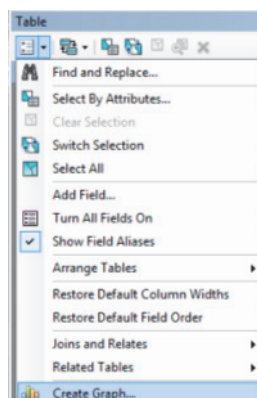 Table
Find and Replace...
Select By Attributes...
Clear Selection
Switch Selection
Select All
Add Field...
Turn All Fields On
Show Field Aliases
Arrange Tables
Restore Default Column Widths
Restore Default Field Order
Joins and Relates
Related Tables
Create Graph...